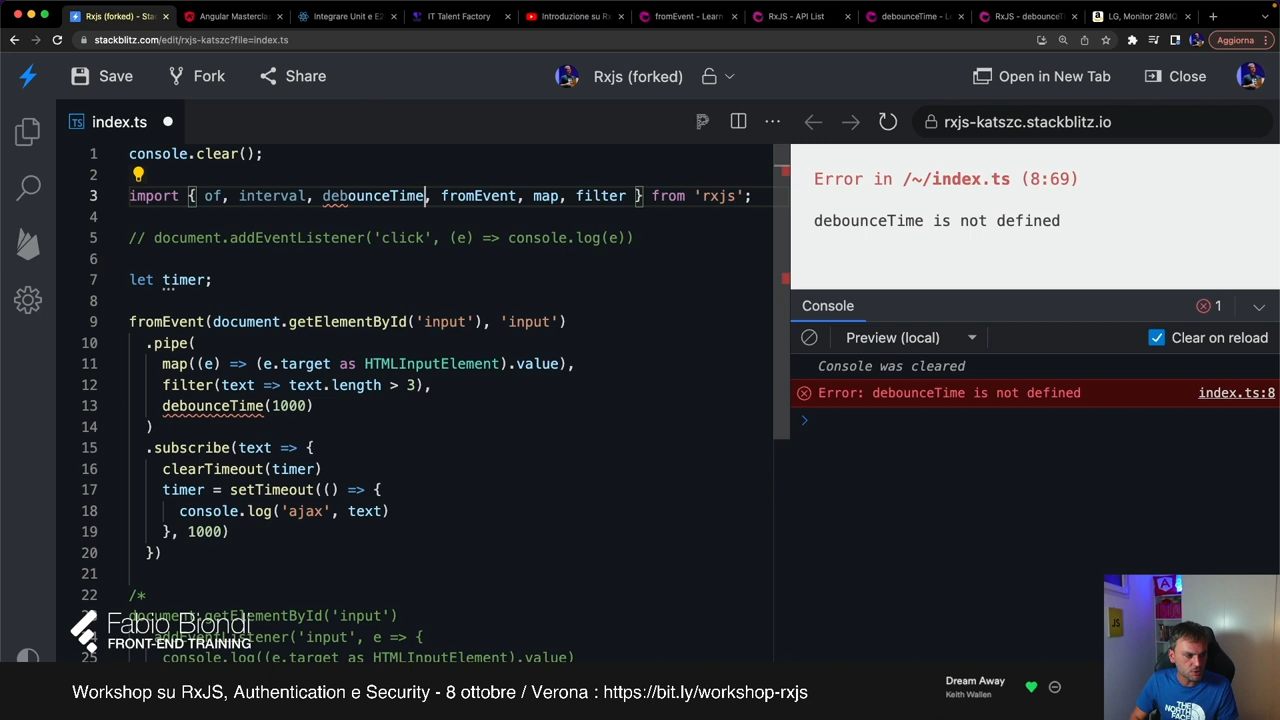 Rxjs (forked) - Sta
Angular Mastercla
Integrare Unit e E2
IT Talent Factory
Introduzione su Rx
fromEvent - Learn
RxJS - API List
debounceTime - L
RxJS - debounceT
LG, Monitor 28MQ
stackblitz.com/edit/rxjs-katszc?file=index.ts
Aggiorna
Save
Fork
Share
Rxjs (forked)
Open in New Tab
Close
TS index.ts
rxjs-katszc.stackblitz.io
1 console.clear();
2
3 import { of, interval, debounceTime, fromEvent, map, filter } from 'rxjs';
4
5 // document.addEventListener('click', (e) => console.log(e))
6
7 let timer;
8
9 fromEvent(document.getElementById('input'), 'input')
10 .pipe(
11 map((e) => (e.target as HTMLInputElement).value),
12 filter(text => text.length > 3),
13 debounceTime(1000)
14 )
15 .subscribe(text => {
16 clearTimeout(timer)
17 timer = setTimeout(() => {
18 console.log('ajax', text)
19 }, 1000)
20 })
21
22 /*
document.getElementById('input')
addEventListener('input', e => {
25 console.log((e.target as HTMLInputElement).value)
Error in /~/index.ts (8:69)
debounceTime is not defined
Console
1
Preview (local)
Clear on reload
Console was cleared
Error: debounceTime is not defined
index.ts:8
Fabio Biondi
FRONT-END TRAINING
Workshop su RxJS, Authentication e Security - 8 ottobre / Verona : https://bit.ly/workshop-rxjs
Dream Away
Keith Wallen
JS
THE
NORTH